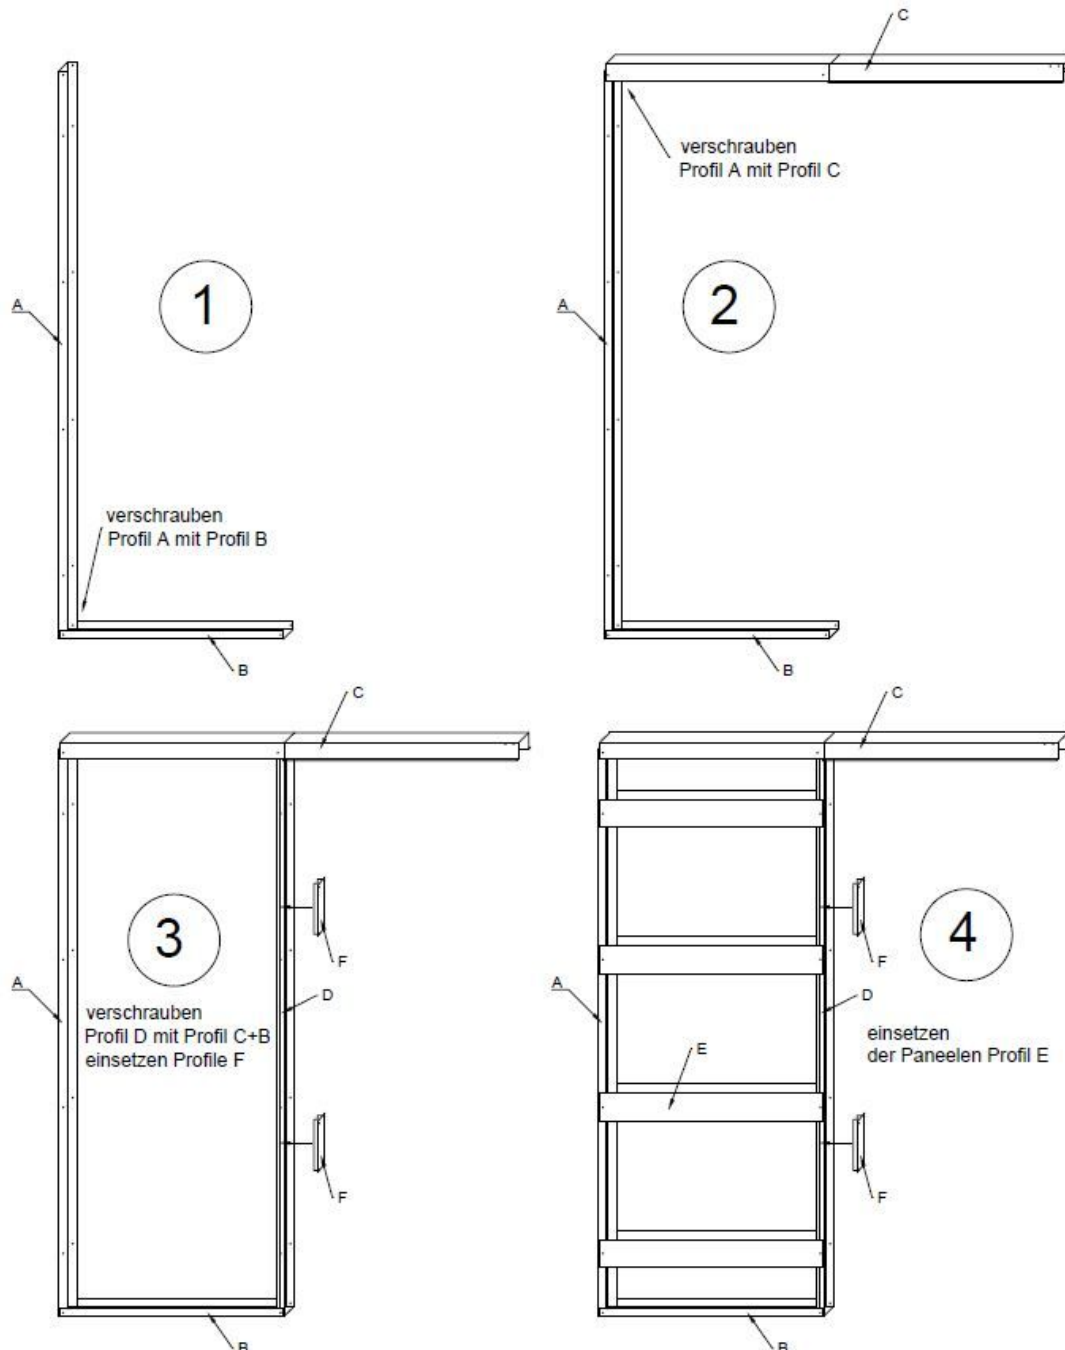 A
1
verschrauben
Profil A mit Profil B
B
C
verschrauben
Profil A mit Profil C
A
2
B
C
3
A
verschrauben
Profil D mit Profil C+B
einsetzen Profile F
F
D
F
B
C
4
A
F
D
einsetzen
der Paneelen Profil E
E
F
B